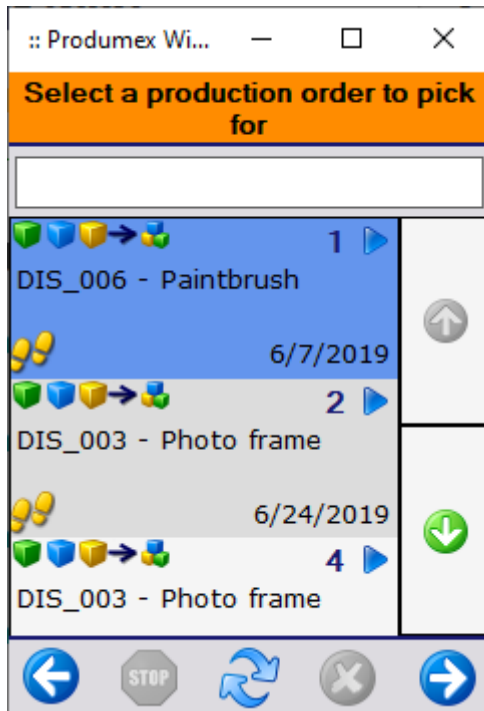 :: Produmex Wi...
Select a production order to pick
for
1
DIS_006 - Paintbrush
6/7/2019
2
DIS_003 - Photo frame
6/24/2019
4
DIS_003 - Photo frame
STOP